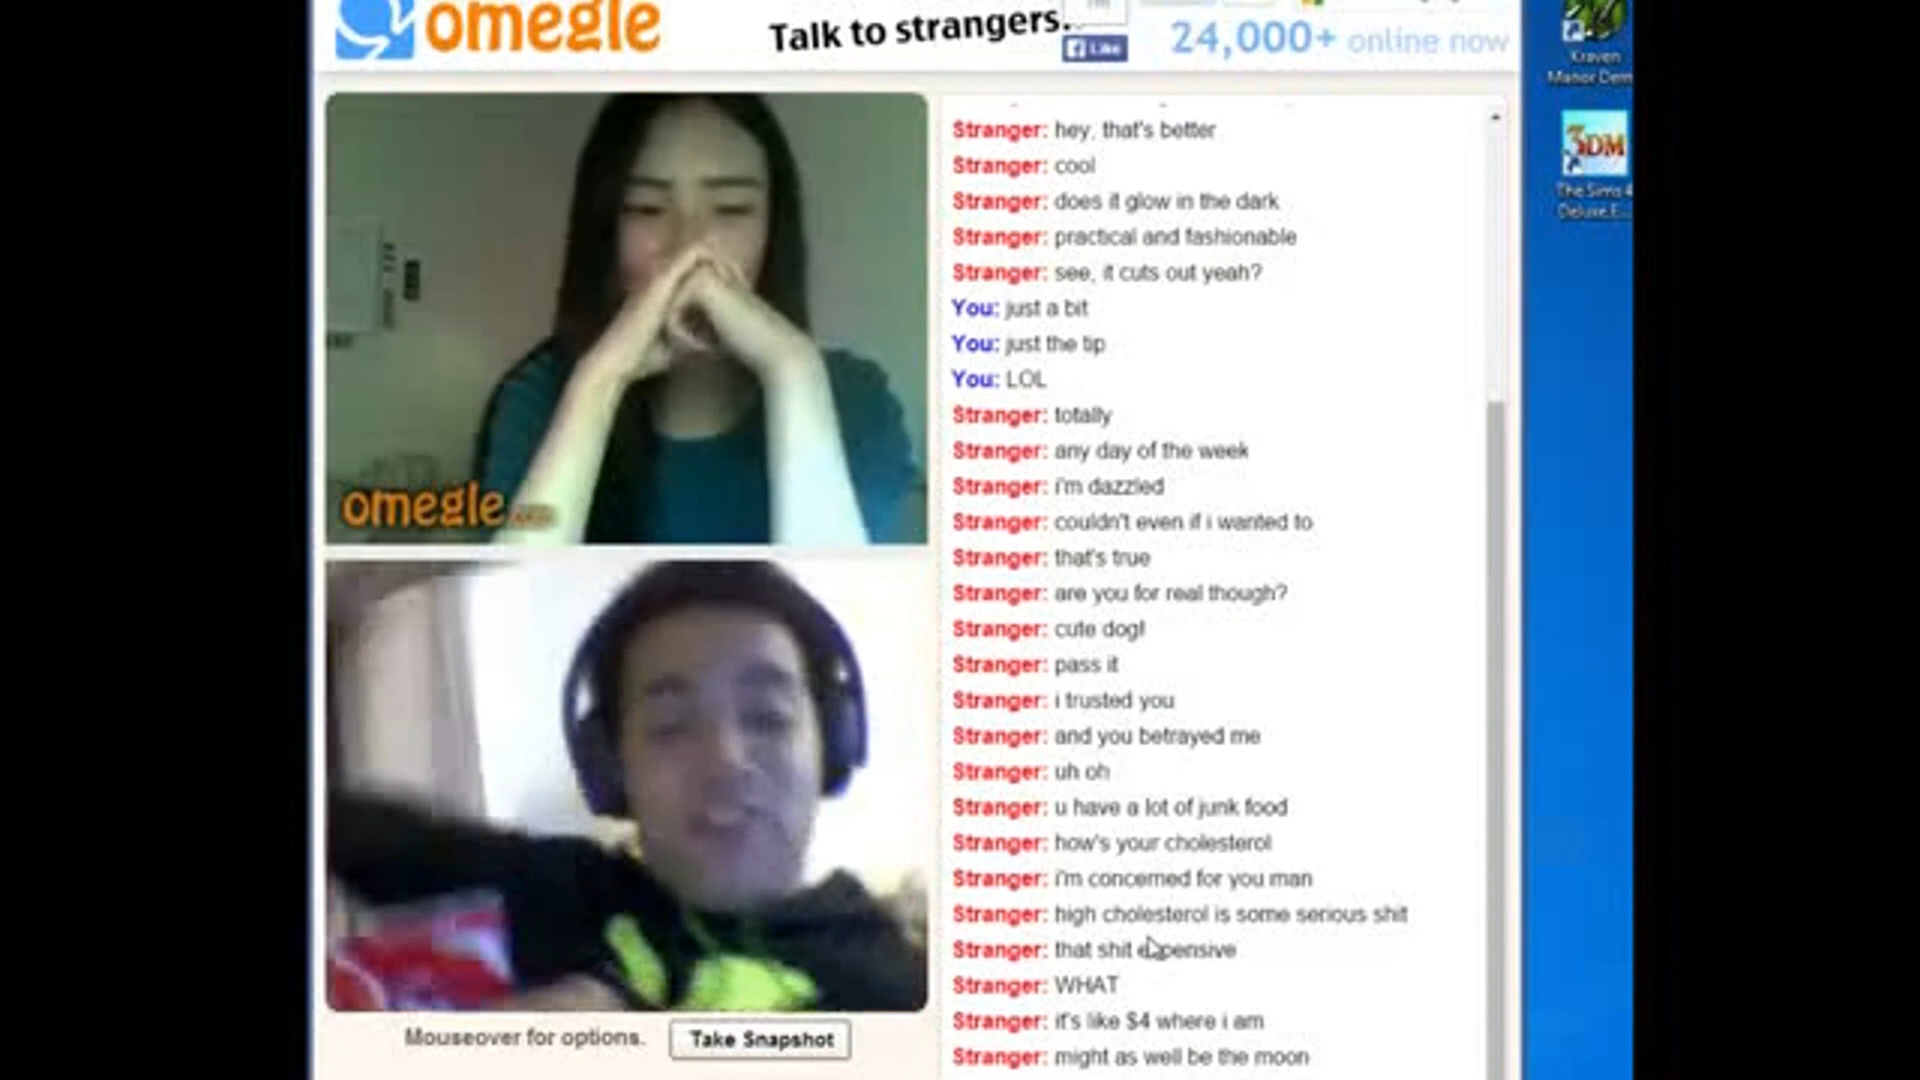 omegle
Talk to strangers.
Like
24,000+ online now
Stranger: hey, that's better
Stranger: cool
Stranger: does it glow in the dark
Stranger: practical and fashionable
Stranger: see, it cuts out yeah?
You: just a bit
You: just the tip
You: LOL
Stranger: totally
Stranger: any day of the week
Stranger: i'm dazzled
Stranger: couldn't even if i wanted to
Stranger: that's true
Stranger: are you for real though?
Stranger: cute dog!
Stranger: pass it
Stranger: i trusted you
Stranger: and you betrayed me
Stranger: uh oh
Stranger: u have a lot of junk food
Stranger: how's your cholesterol
Stranger: i'm concerned for you man
Stranger: high cholesterol is some serious shit
Stranger: that shit expensive
Stranger: WHAT
Stranger: it's like $4 where i am
Stranger: might as well be the moon
omegle
Mouseover for options.
Take Snapshot
Kraven
Manor Dem
3DM
The Sims 4
Deluxe E...